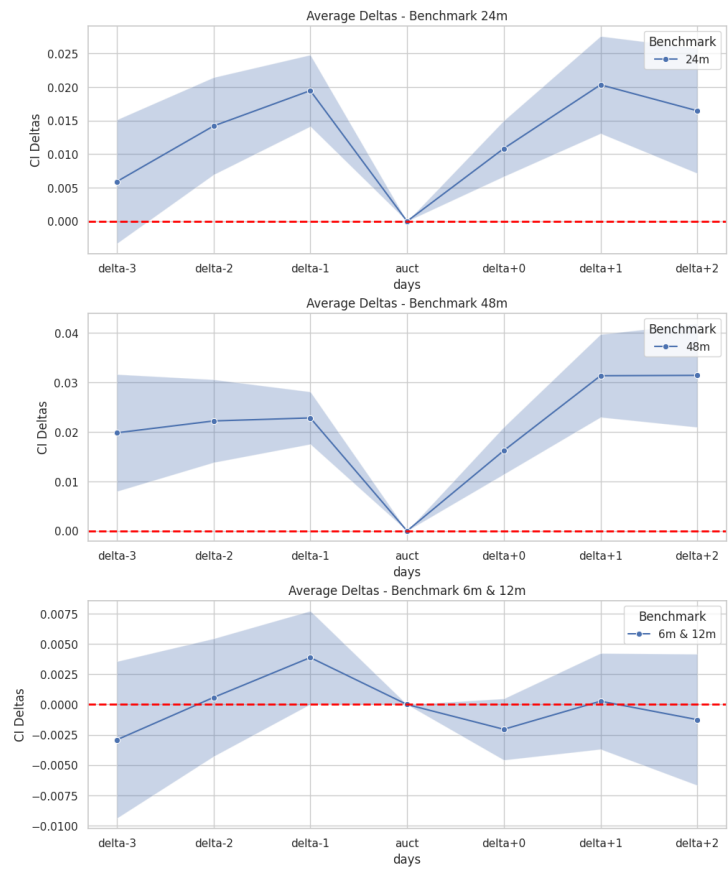 Average Deltas - Benchmark 24m
Benchmark
24m
0.025
0.020
0.015
0.010
0.005
0.000
CI Deltas
delta-3 delta-2 delta-1 auct delta+0 delta+1 delta+2
days
Average Deltas - Benchmark 48m
Benchmark
48m
0.04
0.03
0.02
0.01
0.00
CI Deltas
delta-3 delta-2 delta-1 auct delta+0 delta+1 delta+2
days
Average Deltas - Benchmark 6m & 12m
Benchmark
6m & 12m
0.0075
0.0050
0.0025
0.0000
−0.0025
−0.0050
−0.0075
−0.0100
CI Deltas
delta-3 delta-2 delta-1 auct delta+0 delta+1 delta+2
days